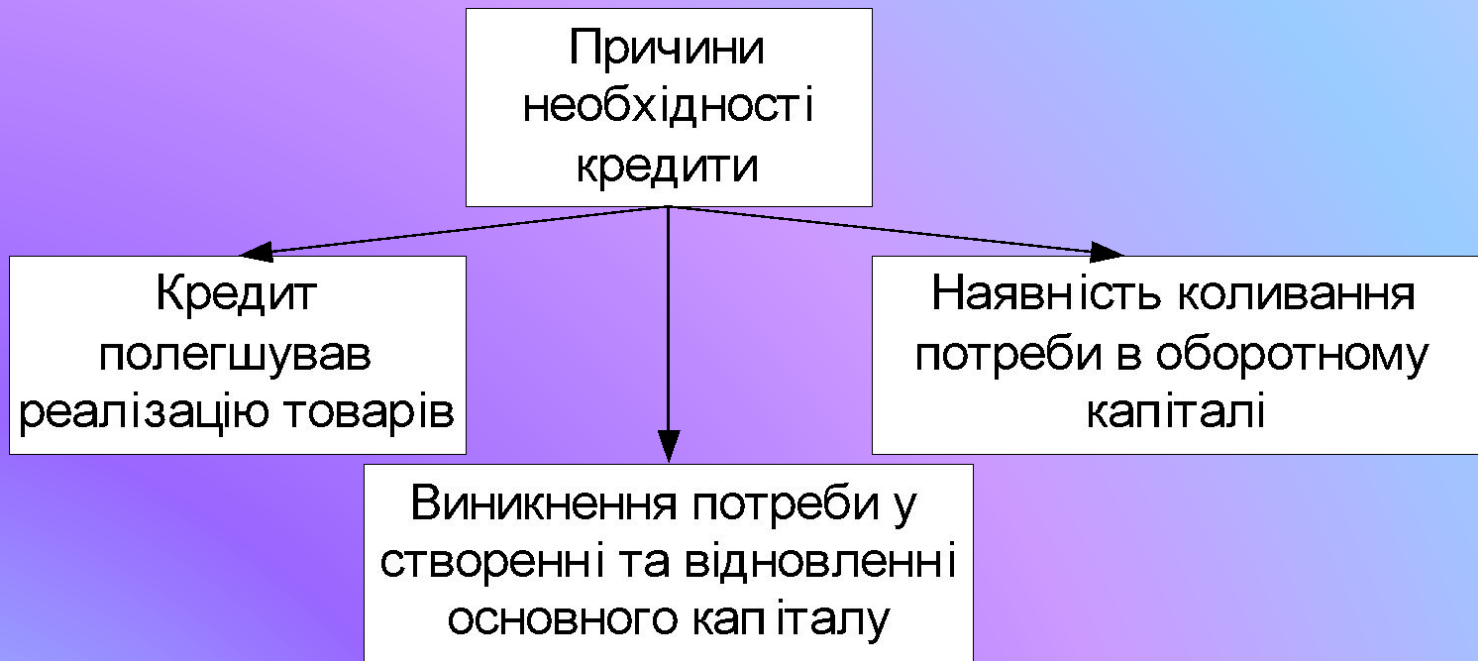 Причини
необхідності
кредити
Кредит
полегшував
реалізацію товарів
Наявність коливання
потреби в оборотному
капіталі
Виникнення потреби у
створенні та відновленні
основного капіталу